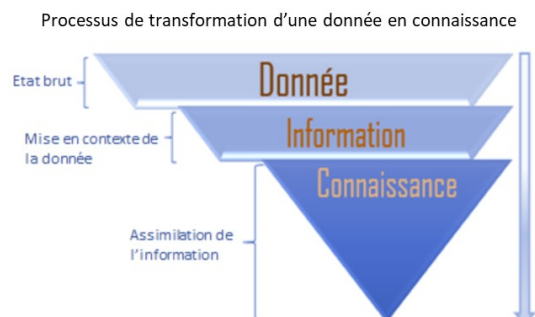 Processus de transformation d’une donnée en connaissance
Etat brut
Donnée
Mise en contexte de
la donnée
Information
Connaissance
Assimilation de
l’information